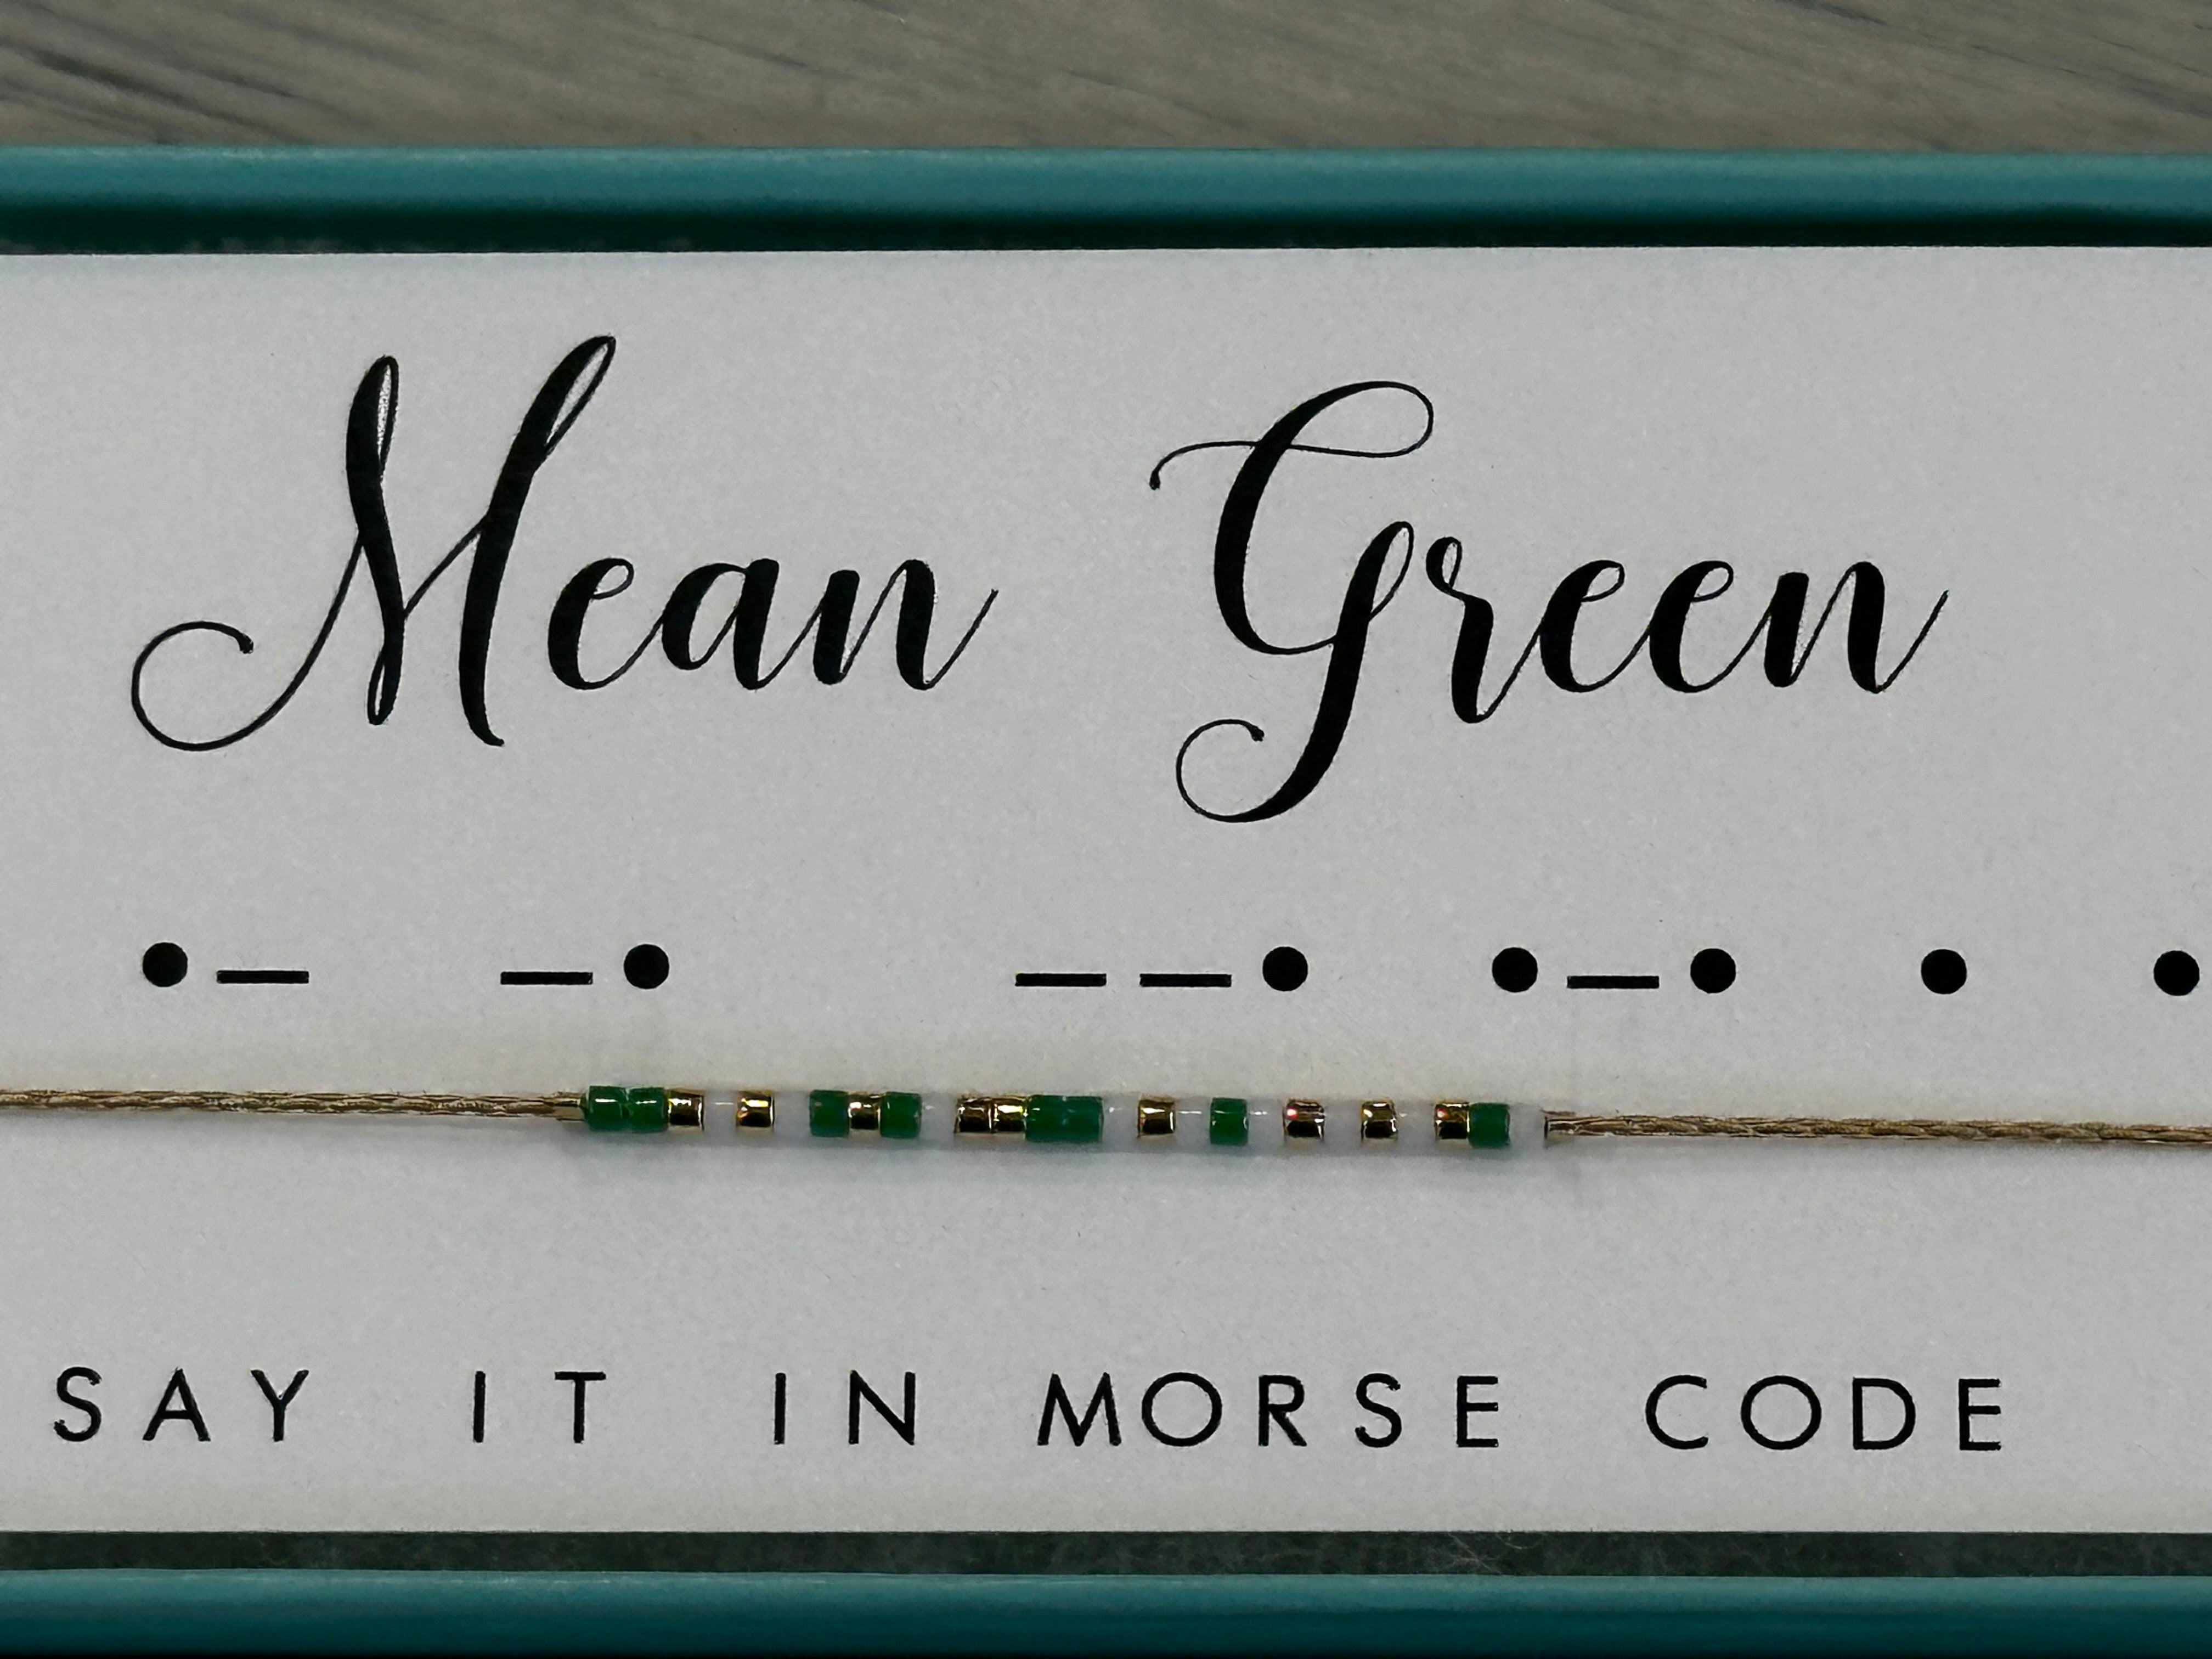 Mean Green
•— —• ——• •—• • •
SAY IT IN MORSE CODE